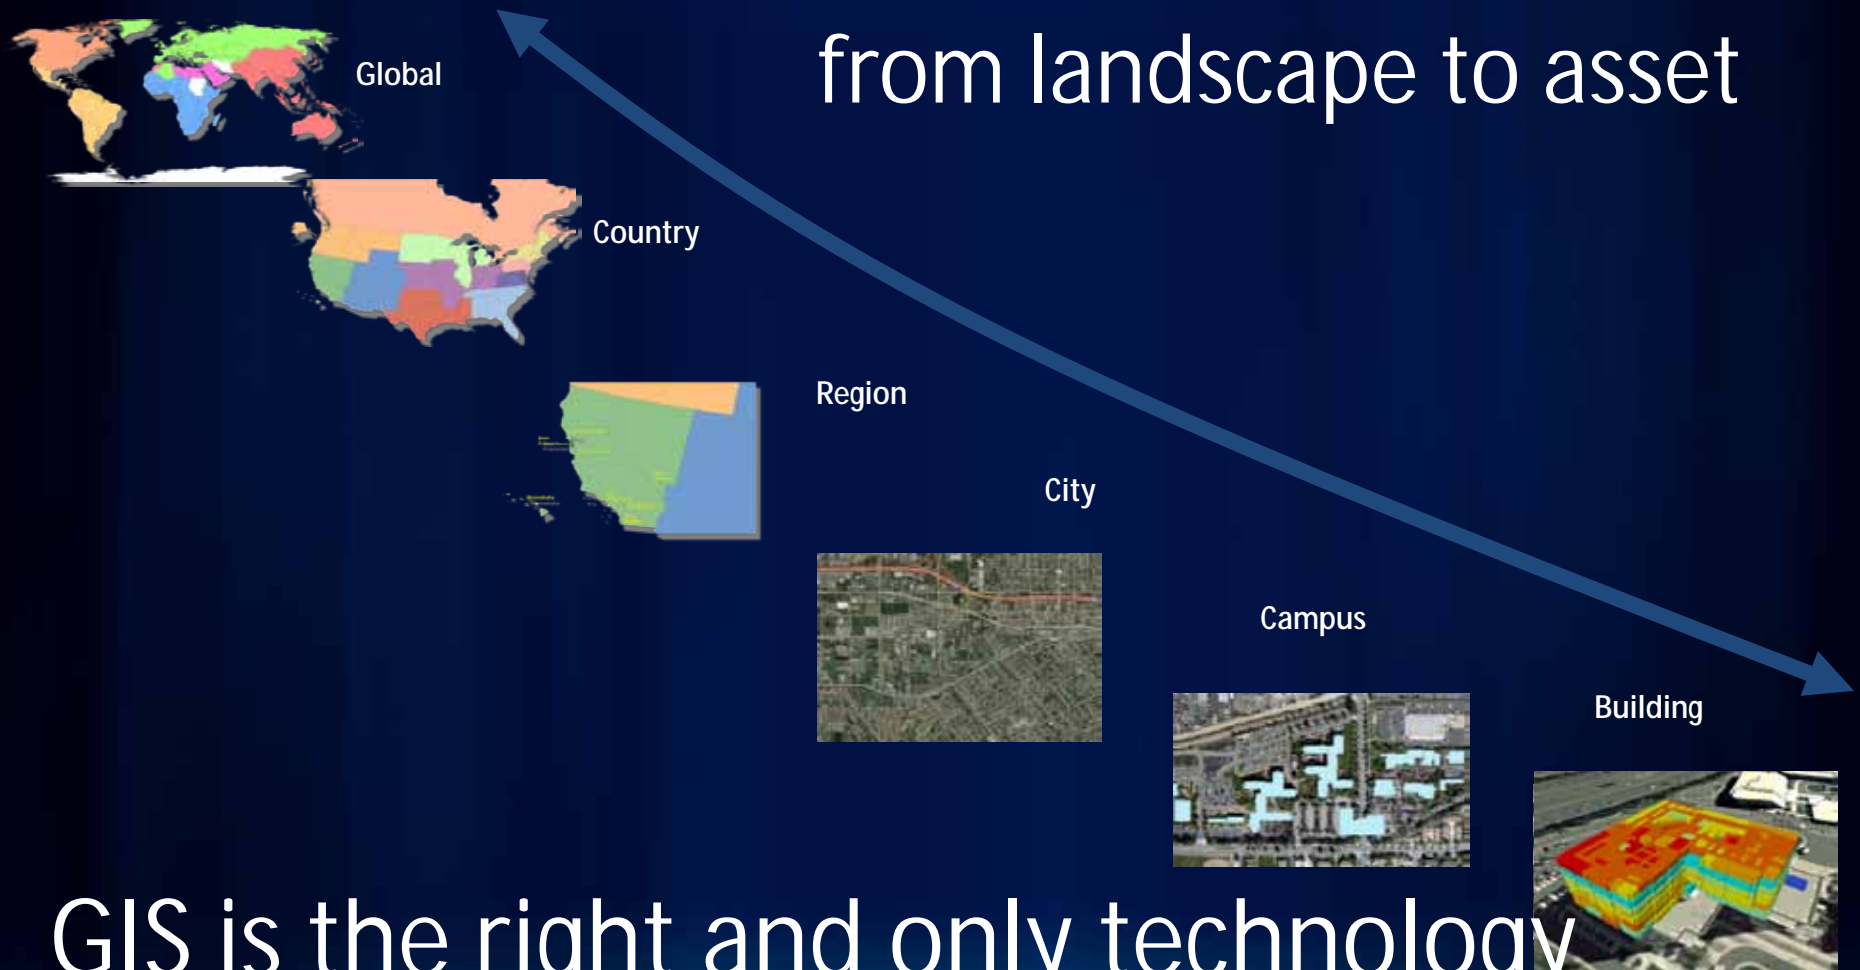 from landscape to asset
Global
Country
Region
City
Campus
Building
GIS is the right and only technology